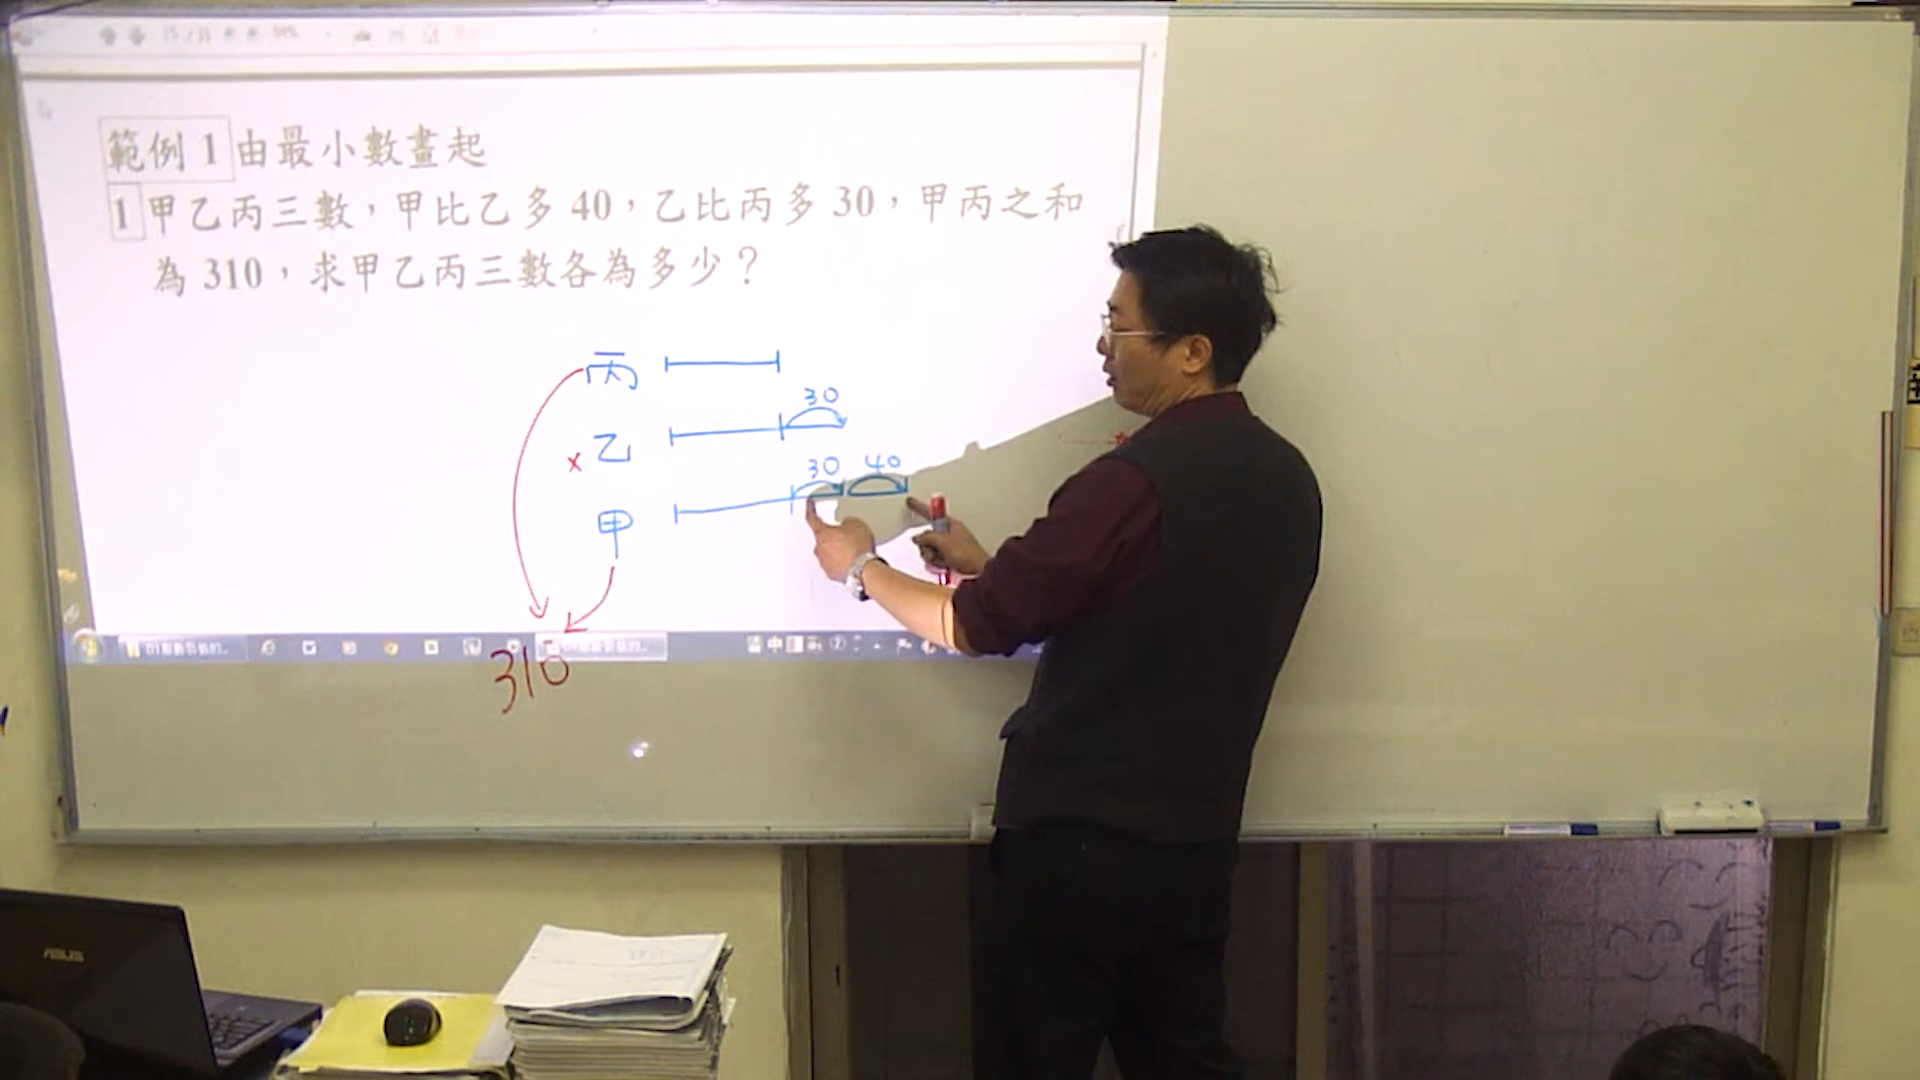 範例 1 由最小數畫起
1 甲乙丙三數，甲比乙多 40，乙比丙多 30，甲丙之和
為 310，求甲乙丙三數各為多少？
丙
30
x 乙
30 40
甲
310
中
ASUS